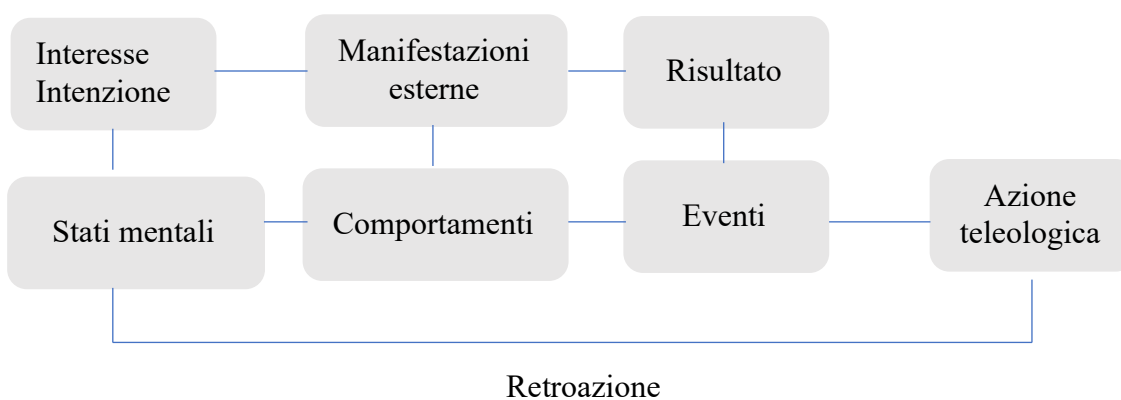 Interesse
Intenzione
Manifestazioni
esterne
Risultato
Stati mentali
Comportamenti
Eventi
Azione
teleologica
Retroazione